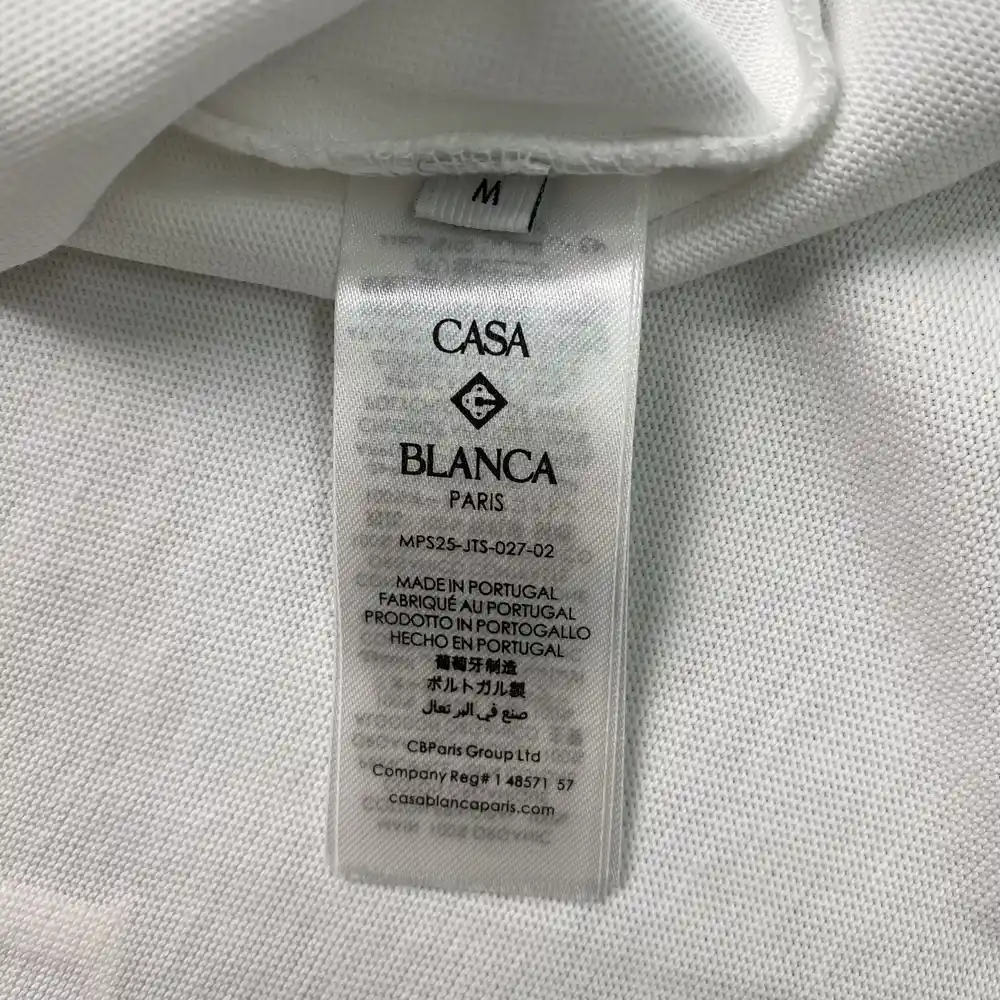 M
CASA
BLANCA
PARIS
MPS25-JTS-027-02
MADE IN PORTUGAL
FABRIQUÉ AU PORTUGAL
PRODOTTO IN PORTOGALLO
HECHO EN PORTUGAL
葡萄牙制造
ポルトガル製
صنع في البرتغال
CBParis Group Ltd
Company Reg# 1 48571 57
casablancaparis.com